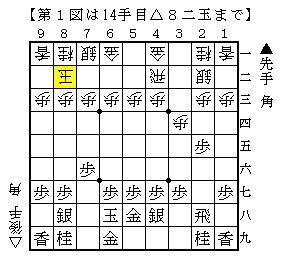 【第1図は14手目△8二玉まで】
9 8 7 6 5 4 3 2 1
香 桂 銀 金 金 桂 香 一
玉 飛 銀 二
歩 歩 歩 歩 歩 歩 歩 歩 三
歩 四
歩 五
歩 六
歩 歩 歩 歩 歩 歩 歩 七
銀 玉 金 銀 飛 八
香 桂 金 桂 香 九
▲先手 角
△後手 角